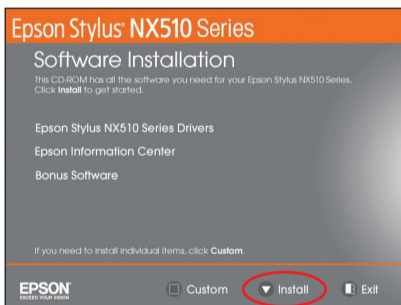 Epson Stylus® NX510 Series
Software Installation
This CD-ROM has all the software you need for your Epson Stylus NX510 Series.
Click Install to get started.
Epson Stylus NX510 Series Drivers
Epson Information Center
Bonus Software
If you need to install individual items, click Custom.
EPSON®
EXCEED YOUR VISION
Custom
Install
Exit